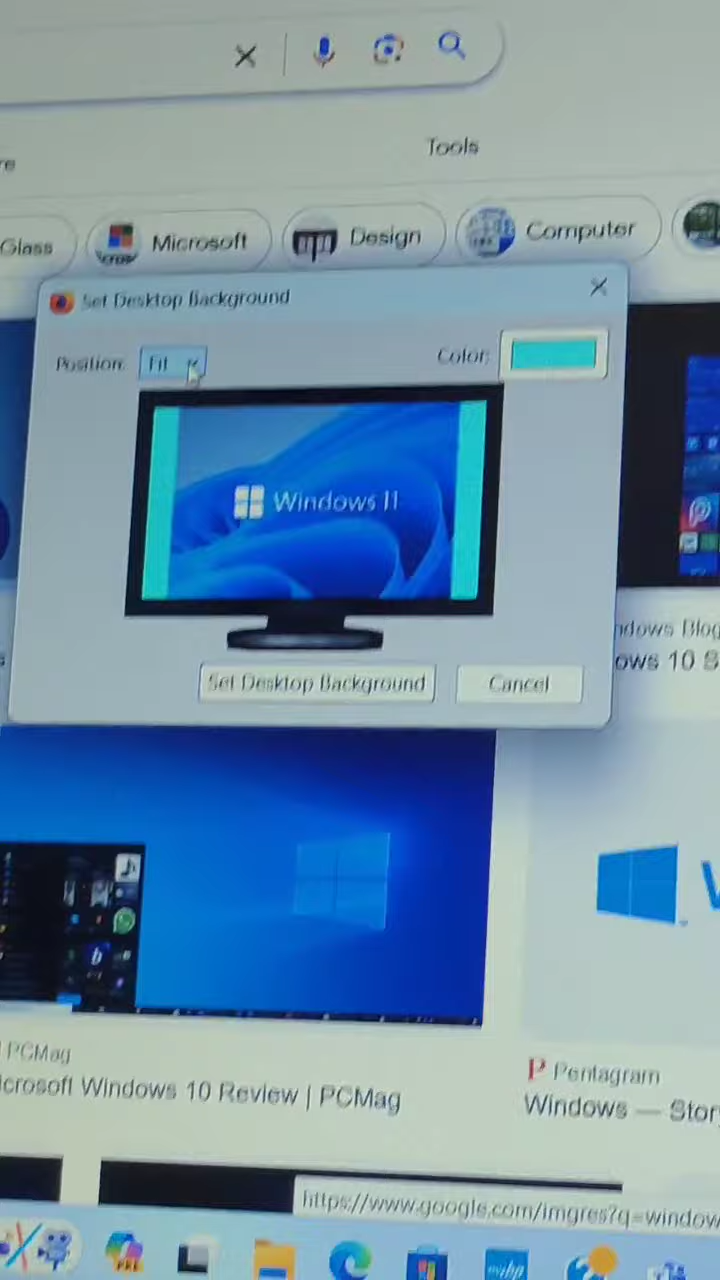 Tools
Glass
Microsoft
Design
Computer
Set Desktop Background
Position:
Fit
Color:
Windows 11
Set Desktop Background
Cancel
ndows Blog
ows 10 S
PCMag
icrosoft Windows 10 Review | PCMag
Pentagram
Windows — Story
https://www.google.com/imgres?q=window